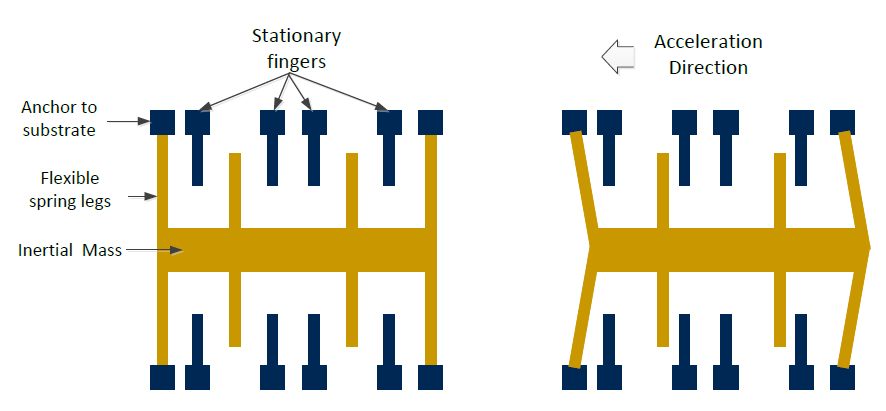 Stationary
fingers
Acceleration
Direction
Anchor to
substrate
Flexible
spring legs
Inertial Mass